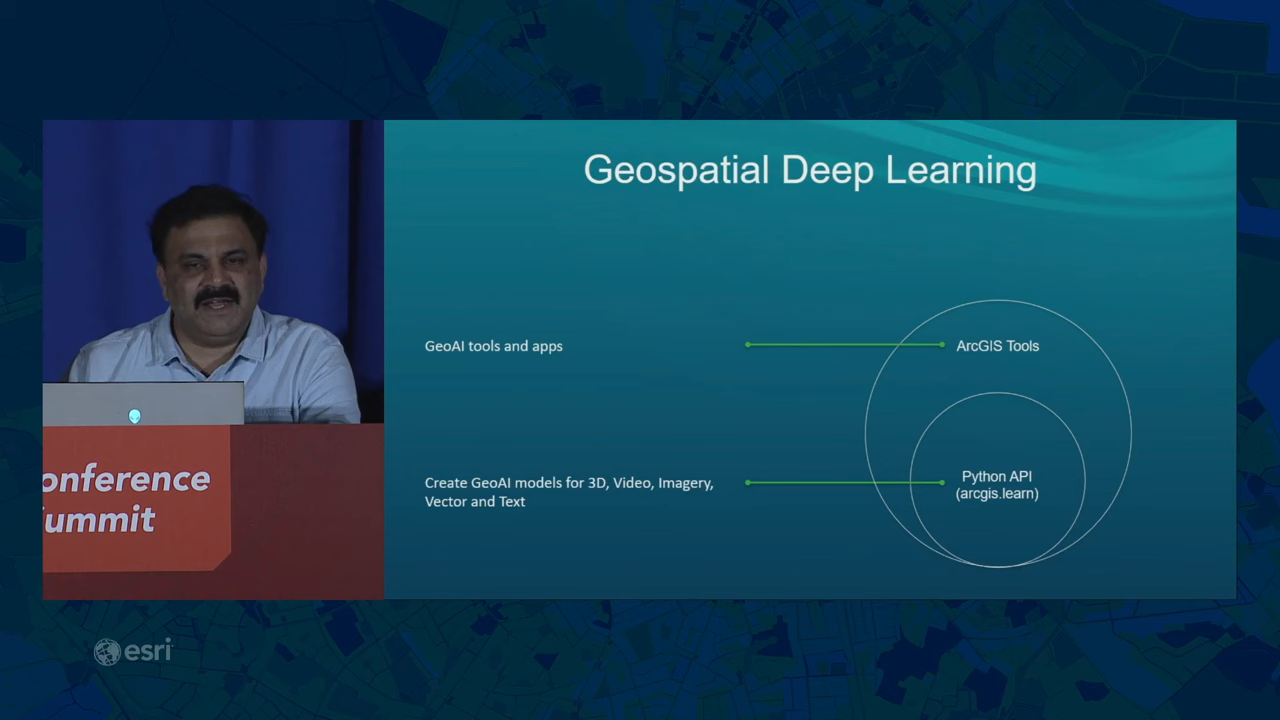 Geospatial Deep Learning
GeoAI tools and apps
ArcGIS Tools
Create GeoAI models for 3D, Video, Imagery,
Vector and Text
Python API
(arcgis.learn)
onference
ummit
esri